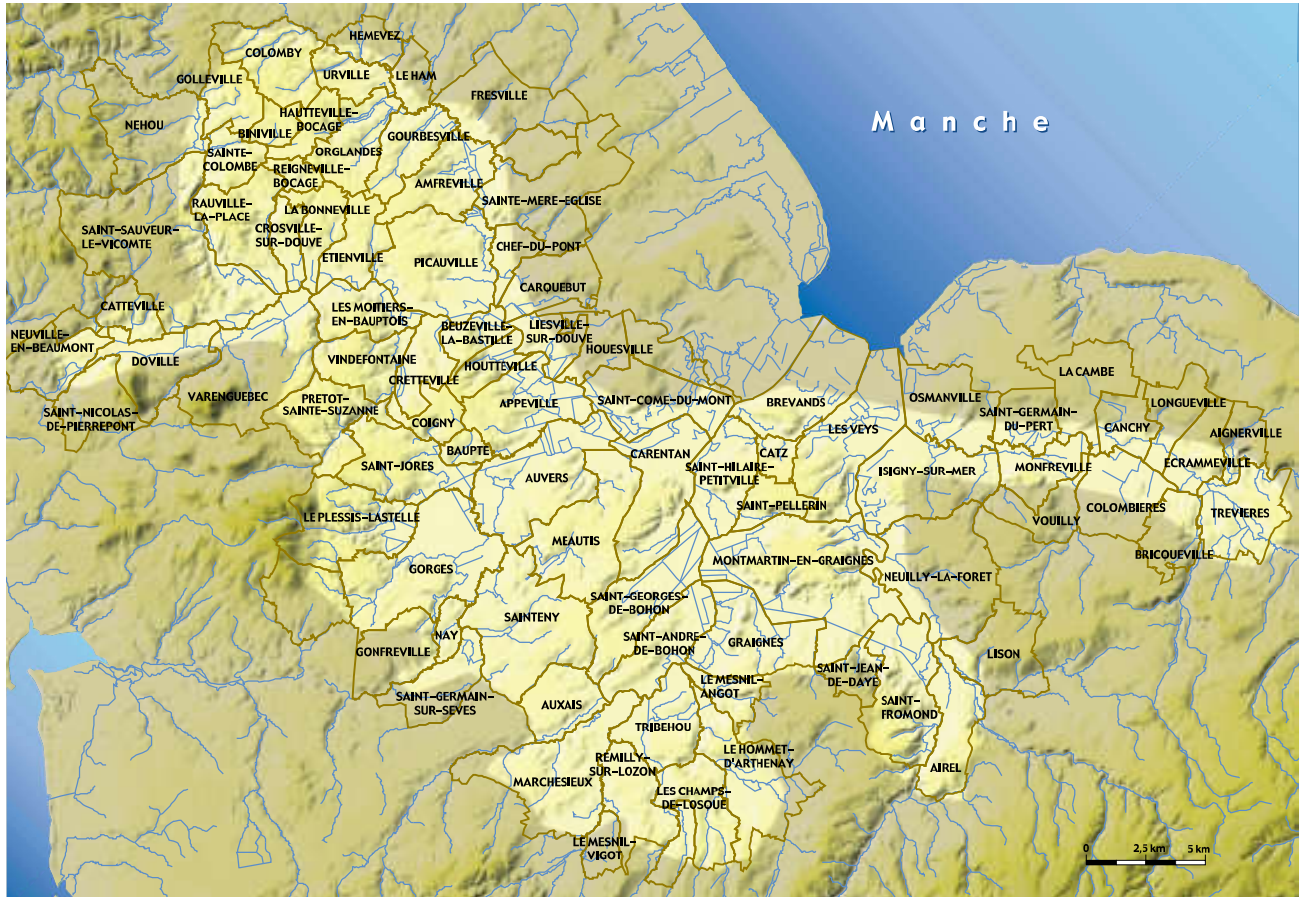 HEMEVEZ
COLOMBY
URVILLE
LE HAM
GOLLEVILLE
FRESVILLE
NEHOU
HAUTTEVILLE-
BOCAGE
BINIVILLE
GOURBESVILLE
Manche
SAINTE-
COLOMBE
ORGLANDES
REIGNEVILLE-
BOCAGE
AMFREVILLE
SAINTE-MERE-EGLISE
RAUVILLE-
LA-PLACE
LA BONNEVILLE
SAINT-SAUVEUR-
LE-VICOMTE
CROSVILLE-
SUR-DOUVE
CHEF-DU-PONT
ETIENVILLE
PICAUVILLE
CARQUEBUT
CATTEVILLE
LES MOITIERS-
EN-BAUPTOIS
NEUVILLE-
EN-BEAUMONT
BEUZEVILLE-
LA-BASTILLE
LIESVILLE-
SUR-DOUVE
HOUESVILLE
DOVILLE
VINDEFONTAINE
HOUTTEVILLE
LA CAMBE
CRETTEVILLE
VARENGUEBEC
PRETOT-
SAINTE-SUZANNE
APPEVILLE
SAINT-COME-DU-MONT
BREVANDS
OSMANVILLE
LONGUEVILLE
SAINT-NICOLAS-
DE-PIERREPONT
COIGNY
SAINT-GERMAIN-
DU-PERT
CANCHY
LES VEYS
AIGNERVILLE
BAUPTE
CARENTAN
CATZ
SAINT-JORES
AUVERS
SAINT-HILAIRE-
PETITVILLE
ISIGNY-SUR-MER
MONFREVILLE
ECRAMMEVILLE
SAINT-PELLERIN
COLOMBIERES
TREVIERES
LE PLESSIS-LASTELLE
VOUILLY
MEAUTIS
BRICQUEVILLE
GORGES
MONTMARTIN-EN-GRAIGNES
NEUILLY-LA-FORET
SAINT-GEORGES-
DE-BOHON
SAINTENY
NAY
SAINT-ANDRE-
DE-BOHON
GRAIGNES
GONFREVILLE
LISON
SAINT-JEAN-
DE-DAYE
LE MESNIL-
ANGOT
SAINT-GERMAIN-
SUR-SEVES
AUXAIS
SAINT-
FROMOND
TRIBEHOU
LE HOMMET-
D'ARTHENAY
REMILLY-
SUR-LOZON
AIREL
MARCHESIEUX
LES CHAMPS-
DE-LOSQUE
LE MESNIL-
VIGOT
0 2,5 km 5 km